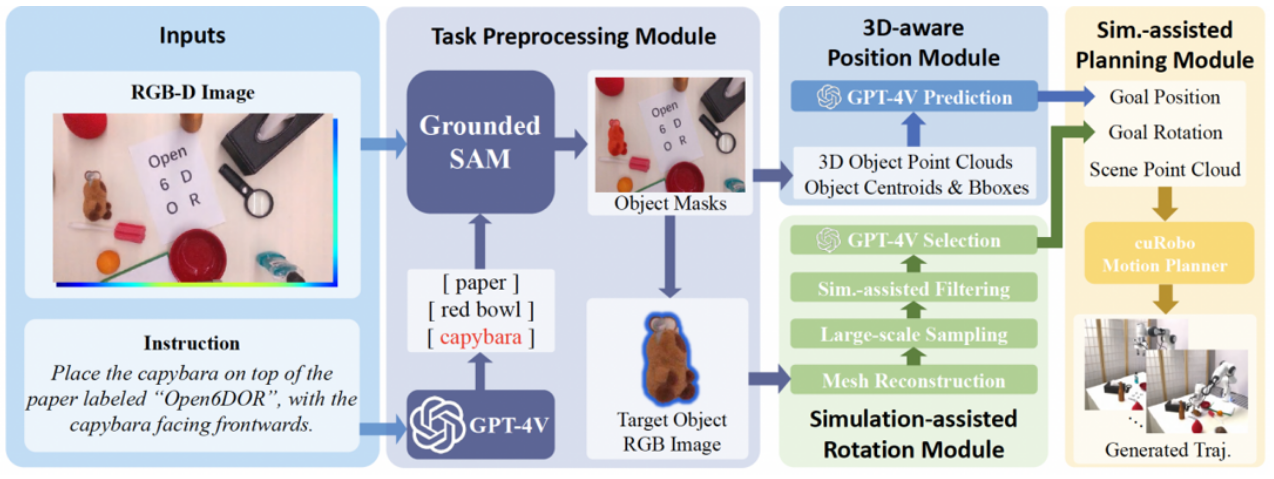 Inputs
RGB-D Image
Open
6 D
O R
Instruction
Place the capybara on top of the
paper labeled “Open6DOR”, with the
capybara facing frontwards.
Task Preprocessing Module
Grounded
SAM
Open
6 D
O R
Object Masks
[ paper ]
[ red bowl ]
[ capybara ]
GPT-4V
Target Object
RGB Image
3D-aware
Position Module
GPT-4V Prediction
3D Object Point Clouds
Object Centroids & Bboxes
GPT-4V Selection
Sim.-assisted Filtering
Large-scale Sampling
Mesh Reconstruction
Simulation-assisted
Rotation Module
Sim.-assisted
Planning Module
Goal Position
Goal Rotation
Scene Point Cloud
cuRobo
Motion Planner
Generated Traj.